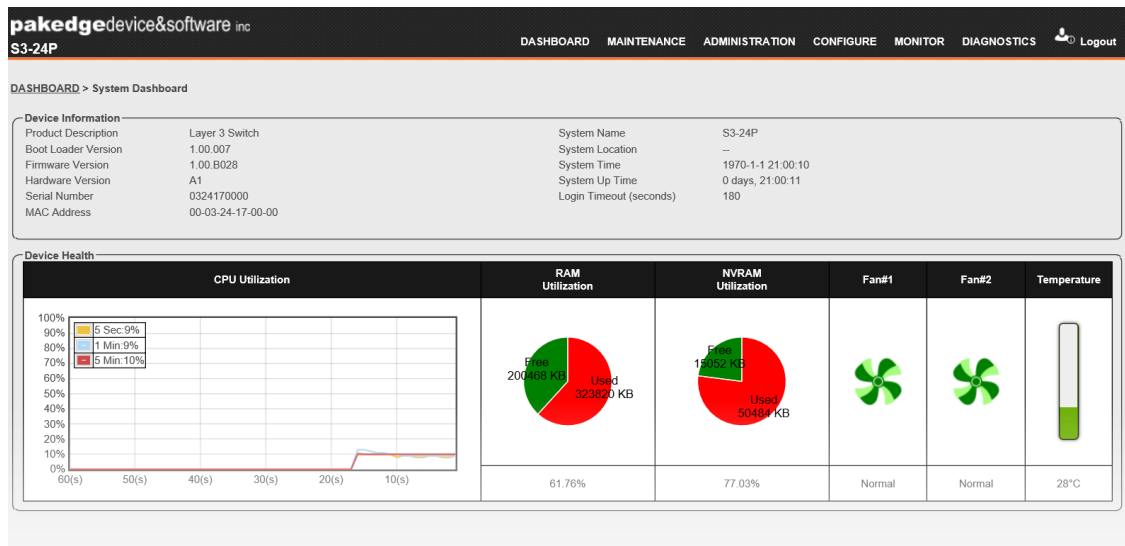 pakedgedevice&software inc
S3-24P
DASHBOARD MAINTENANCE ADMINISTRATION CONFIGURE MONITOR DIAGNOSTICS Logout
DASHBOARD > System Dashboard
Device Information
Product Description Layer 3 Switch System Name S3-24P
Boot Loader Version 1.00.007 System Location --
Firmware Version 1.00.B028 System Time 1970-1-1 21:00:10
Hardware Version A1 System Up Time 0 days, 21:00:11
Serial Number 0324170000 Login Timeout (seconds) 180
MAC Address 00-03-24-17-00-00
Device Health
CPU Utilization RAM Utilization NVRAM Utilization Fan#1 Fan#2 Temperature
100%
90% 5 Sec:9%
80% 1 Min:9%
70% 5 Min:10%
60%
50%
40%
30%
20%
10%
0%
60(s) 50(s) 40(s) 30(s) 20(s) 10(s)
Free
200468 KB
Used
323820 KB
Free
15052 KB
Used
50484 KB
61.76% 77.03% Normal Normal 28°C